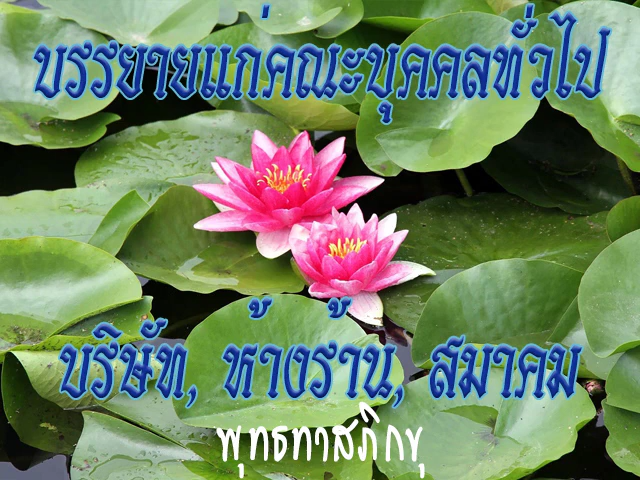 บรรยายแก่คณะบุคคลทั่วไป
บริษัท, ห้างร้าน, สมาคม
พุทธทาสภิกขุ